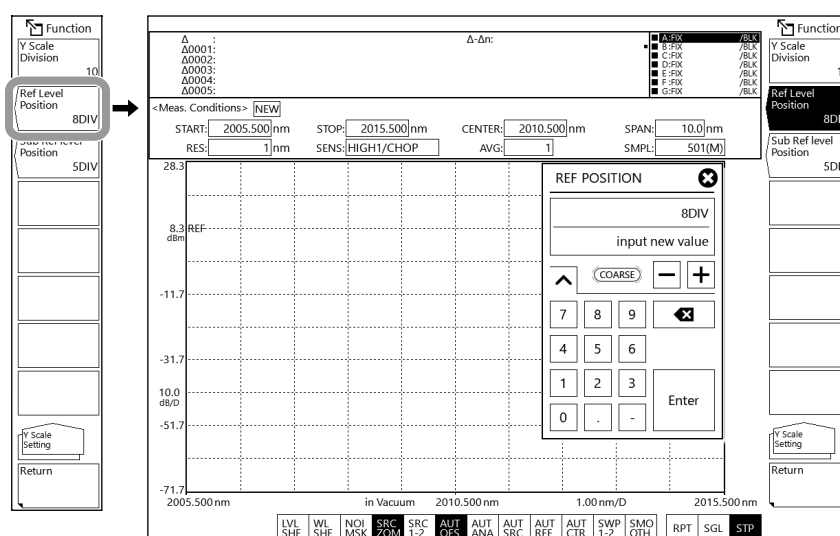 Function
Y Scale
Division
10
Ref Level
Position
8DIV
Position
5DIV
Y Scale
Setting
Return
Δ :
Δ0001:
Δ0002:
Δ0003:
Δ0004:
Δ0005:
Δ-Δn:
A:FIX /BLK
B:FIX /BLK
C:FIX /BLK
D:FIX /BLK
E:FIX /BLK
F:FIX /BLK
G:FIX /BLK
<Meas. Conditions> NEW
START: 2005.500 nm STOP: 2015.500 nm CENTER: 2010.500 nm SPAN: 10.0 nm
RES: 1 nm SENS: HIGH1/CHOP AVG: 1 SMPL: 501(M)
28.3
8.3 REF
dBm
-11.7
-31.7
10.0
dB/D
-51.7
-71.7
2005.500 nm in Vacuum 2010.500 nm 1.00 nm/D 2015.500 nm
REF POSITION
8DIV
input new value
COARSE
7 8 9
4 5 6
1 2 3
Enter
0 . -
LVL WL NOI SRC SRC AUT AUT AUT AUT AUT SWP SMO
SHF SHF MSK ZOM 1-2 OFS ANA SRC REF CTR 1-2 OTH
RPT SGL STP
Function
Y Scale
Division
Ref Level
Position
Sub Ref level
Position
Y Scale
Setting
Return